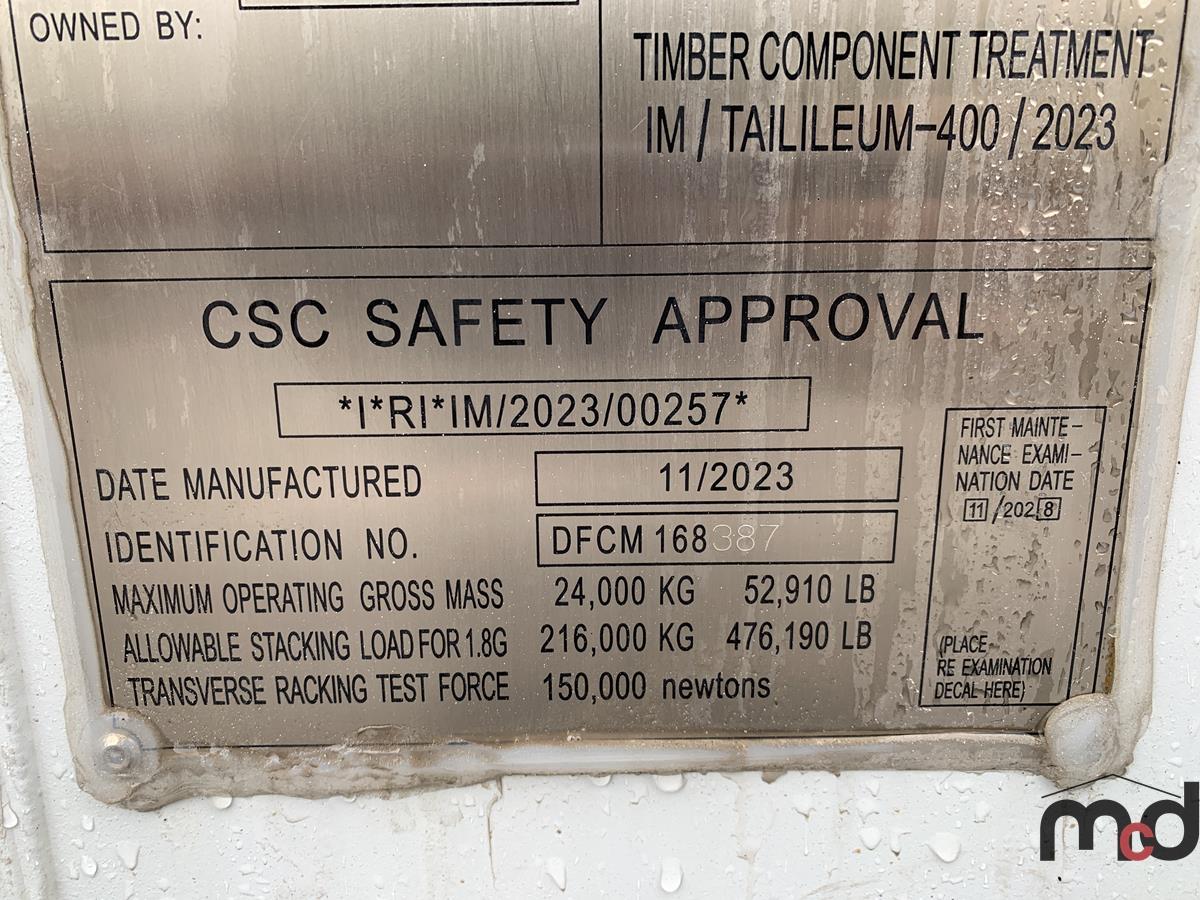 OWNED BY:
TIMBER COMPONENT TREATMENT
IM / TAILILEUM-400 / 2023
CSC SAFETY APPROVAL
*I*RI*IM/2023/00257*
DATE MANUFACTURED 11/2023
IDENTIFICATION NO. DFCM 168387
MAXIMUM OPERATING GROSS MASS 24,000 KG 52,910 LB
ALLOWABLE STACKING LOAD FOR 1.8G 216,000 KG 476,190 LB
TRANSVERSE RACKING TEST FORCE 150,000 newtons
FIRST MAINTE-
NANCE EXAMI-
NATION DATE
11/2028
(PLACE
RE EXAMINATION
DECAL HERE)
mcd